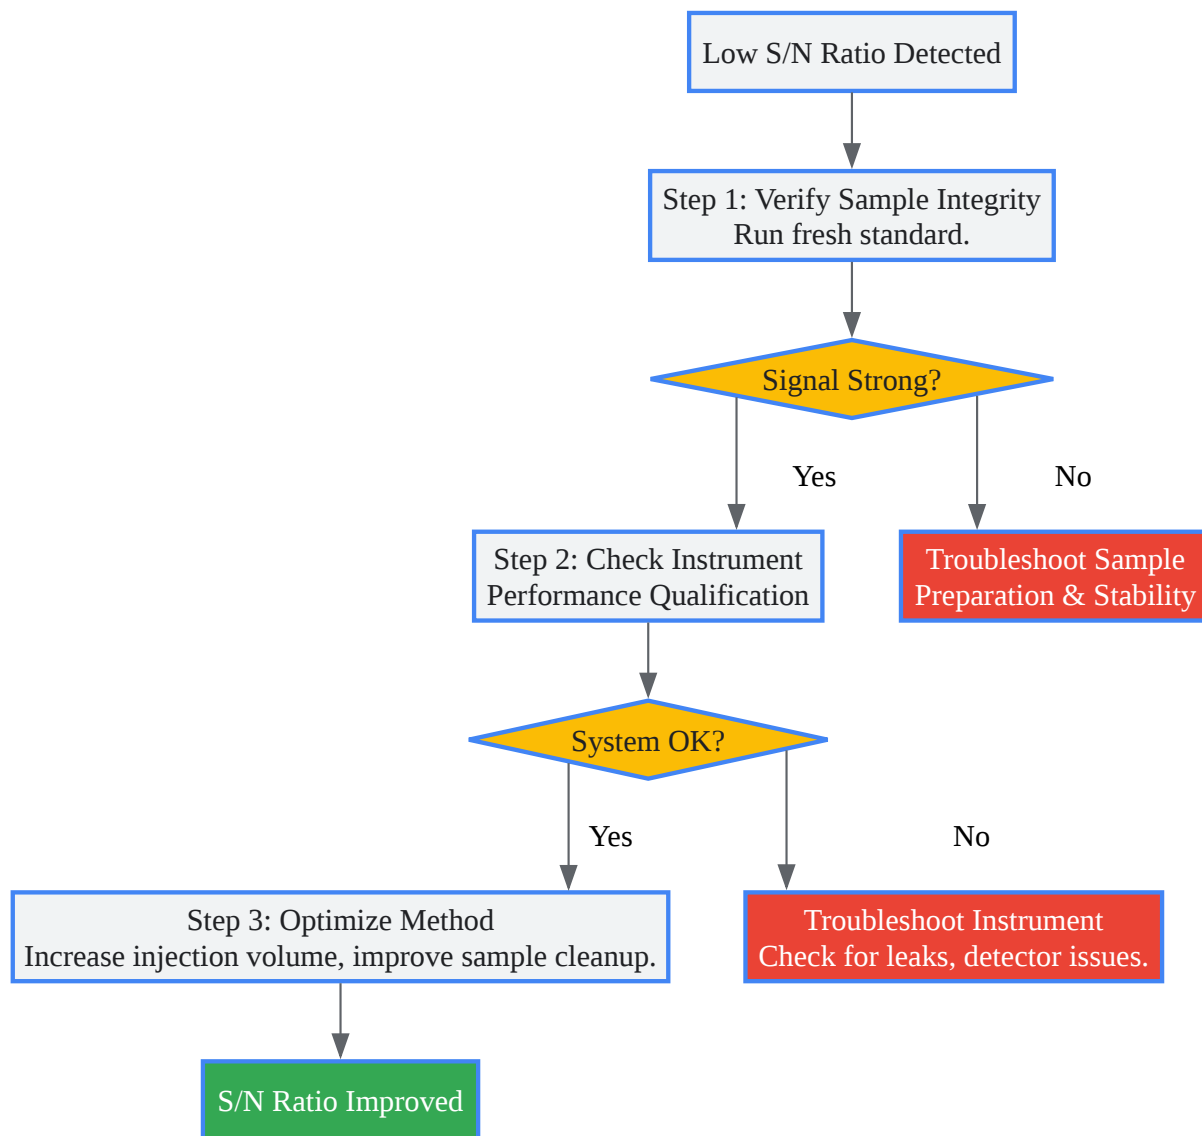 Low S/N Ratio Detected
Step 1: Verify Sample Integrity
Run fresh standard.
Signal Strong?
Yes
No
Step 2: Check Instrument
Performance Qualification
Troubleshoot Sample
Preparation & Stability
System OK?
Yes
No
Step 3: Optimize Method
Increase injection volume, improve sample cleanup.
Troubleshoot Instrument
Check for leaks, detector issues.
S/N Ratio Improved